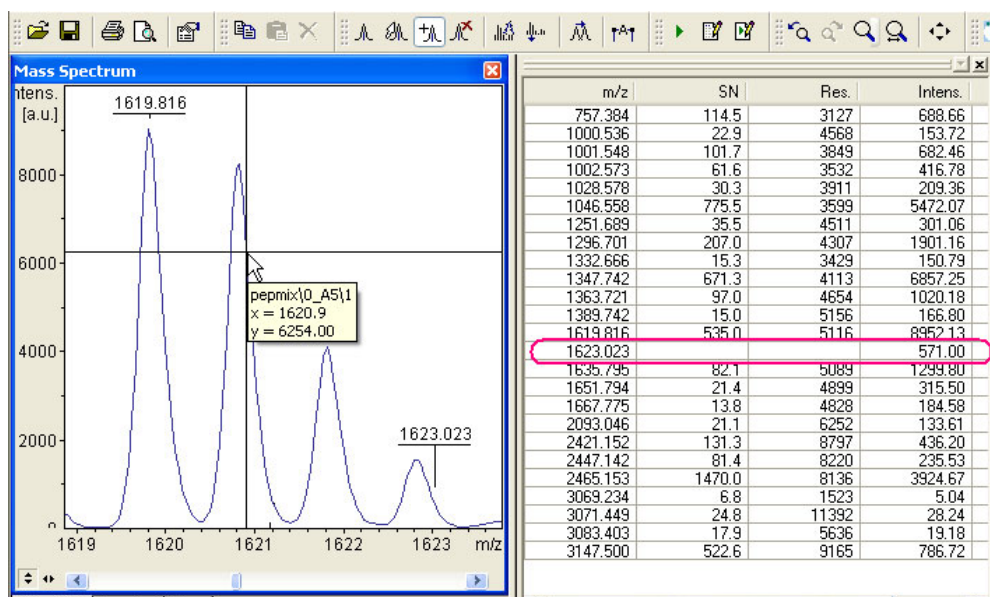 Mass Spectrum
Intens.
[a.u.]
1619.816
8000
6000
pepmix\0_A5\1
x = 1620.9
y = 6254.00
4000
2000
1623.023
0
1619 1620 1621 1622 1623 m/z
m/z SN Res. Intens.
757.384 114.5 3127 688.66
1000.536 22.9 4568 153.72
1001.548 101.7 3849 682.46
1002.573 61.6 3532 416.78
1028.578 30.3 3911 209.36
1046.558 775.5 3599 5472.07
1251.689 35.5 4511 301.06
1296.701 207.0 4307 1901.16
1332.666 15.3 3429 150.79
1347.742 671.3 4113 6857.25
1363.721 97.0 4654 1020.18
1389.742 15.0 5156 166.80
1619.816 535.0 5116 8952.13
1623.023 571.00
1635.795 82.1 5089 1299.80
1651.794 21.4 4899 315.50
1667.775 13.8 4828 184.58
2093.046 21.1 6252 133.61
2421.152 131.3 8797 436.20
2447.142 81.4 8220 235.53
2465.153 1470.0 8136 3924.67
3069.234 6.8 1523 5.04
3071.449 24.8 11392 28.24
3083.403 17.9 5636 19.18
3147.500 522.6 9165 786.72